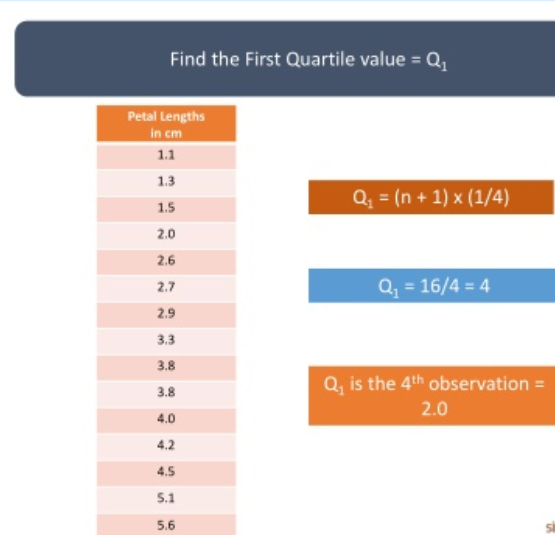 Find the First Quartile value = Q₁
Petal Lengths
in cm
1.1
1.3
1.5
2.0
2.6
2.7
2.9
3.3
3.8
3.8
4.0
4.2
4.5
5.1
5.6
Q₁ = (n + 1) x (1/4)
Q₁ = 16/4 = 4
Q₁ is the 4ᵗʰ observation =
2.0